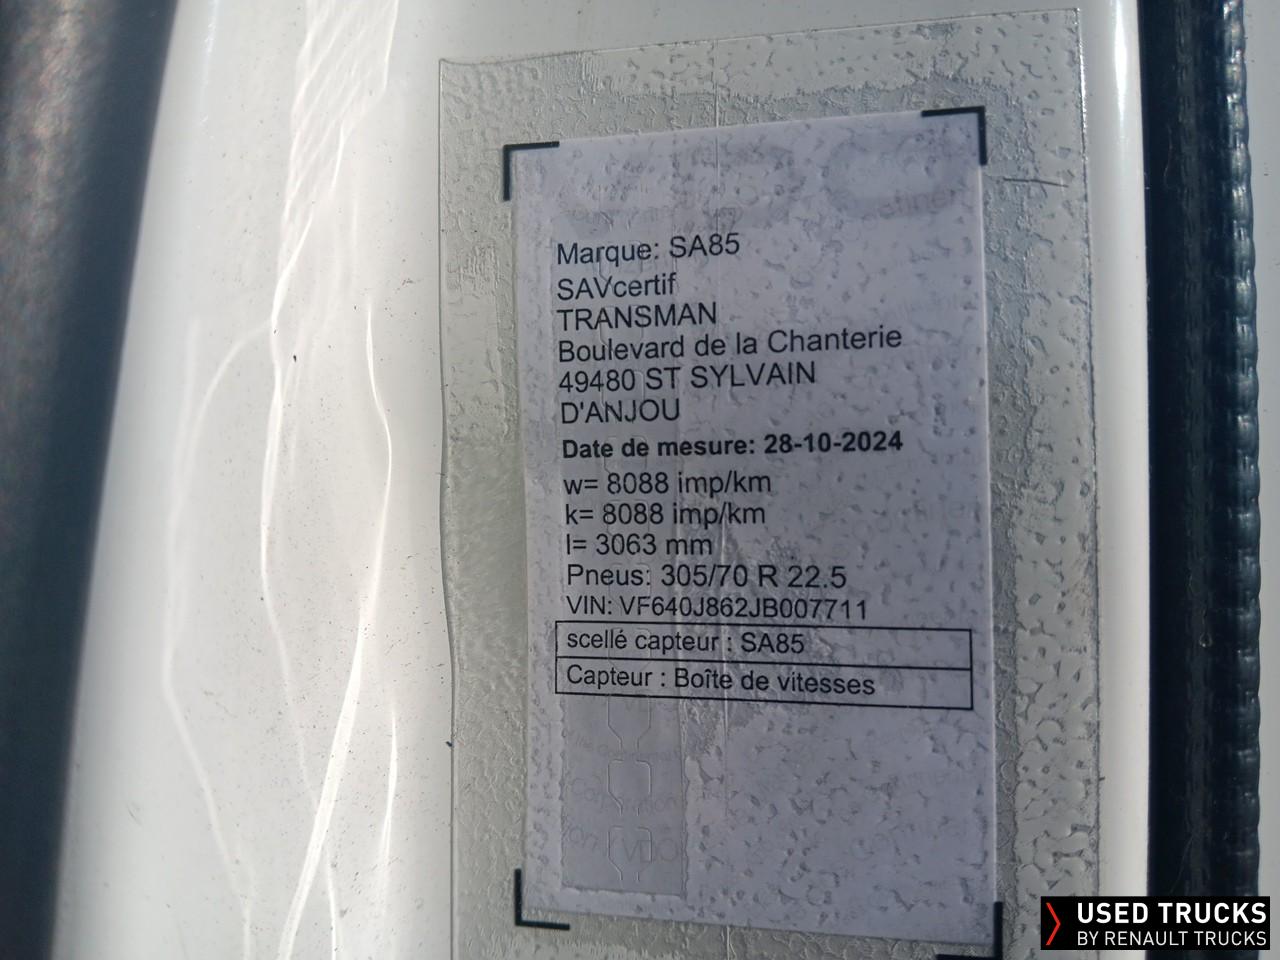 Marque: SA85
SAVcertif
TRANSMAN
Boulevard de la Chanterie
49480 ST SYLVAIN
D'ANJOU
Date de mesure: 28-10-2024
w= 8088 imp/km
k= 8088 imp/km
l= 3063 mm
Pneus: 305/70 R 22.5
VIN: VF640J862JB007711
scellé capteur : SA85
Capteur : Boîte de vitesses
VDO
USED TRUCKS
BY RENAULT TRUCKS